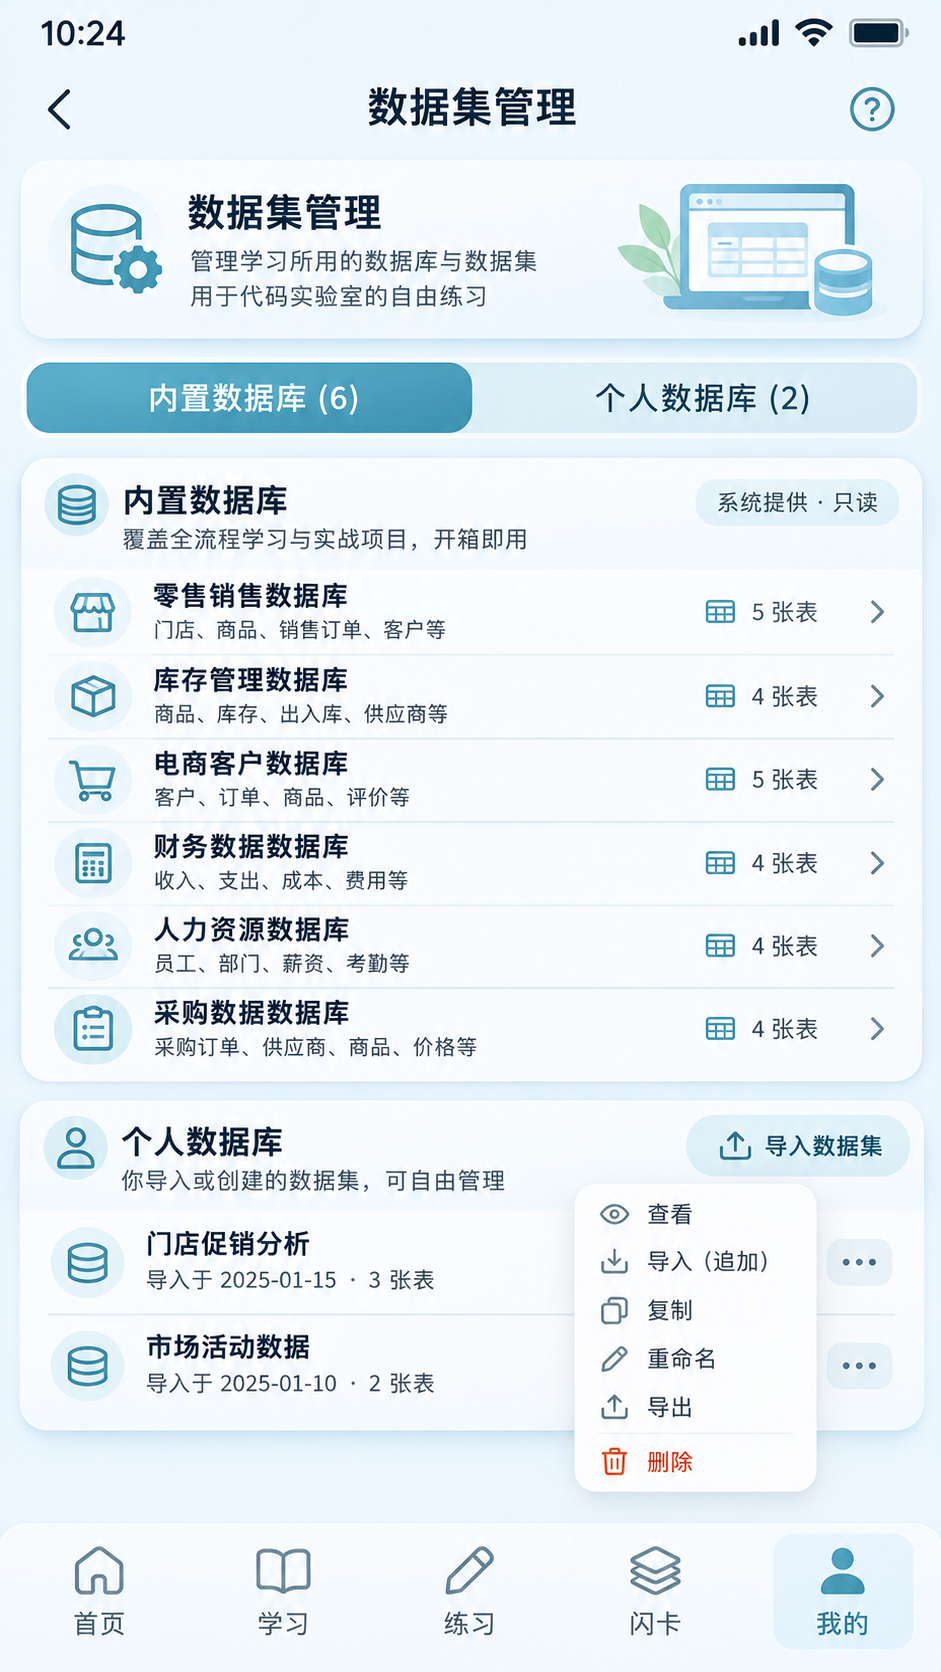 10:24
数据集管理
数据集管理
管理学习所用的数据库与数据集
用于代码实验室的自由练习
内置数据库 (6)
个人数据库 (2)
内置数据库
系统提供 · 只读
覆盖全流程学习与实战项目，开箱即用
零售销售数据库
门店、商品、销售订单、客户等
5 张表
库存管理数据库
商品、库存、出入库、供应商等
4 张表
电商客户数据库
客户、订单、商品、评价等
5 张表
财务数据数据库
收入、支出、成本、费用等
4 张表
人力资源数据库
员工、部门、薪资、考勤等
4 张表
采购数据数据库
采购订单、供应商、商品、价格等
4 张表
个人数据库
导入数据集
你导入或创建的数据集，可自由管理
门店促销分析
导入于 2025-01-15 · 3 张表
市场活动数据
导入于 2025-01-10 · 2 张表
查看
导入（追加）
复制
重命名
导出
删除
首页
学习
练习
闪卡
我的